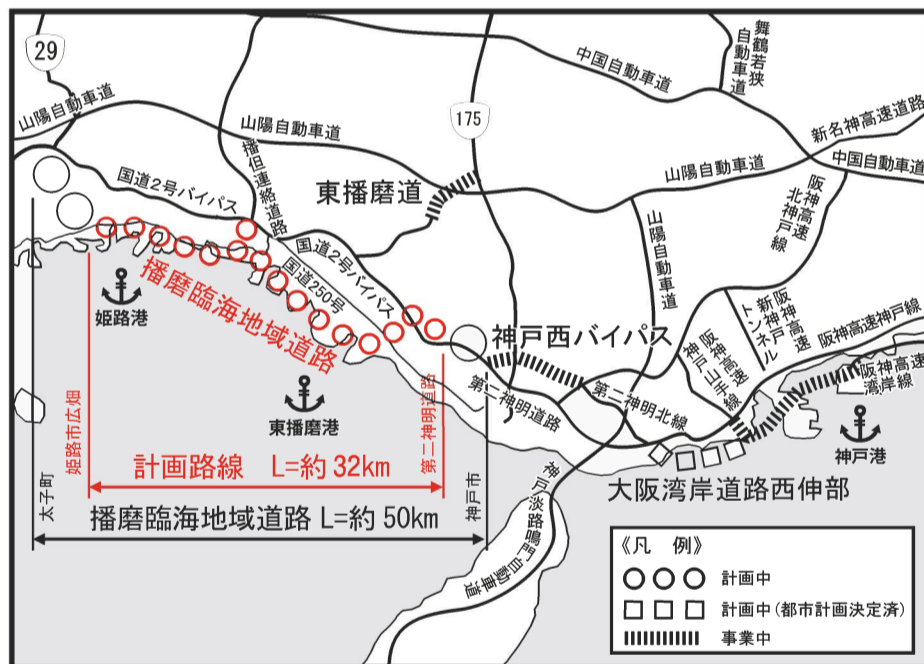 29
山陽自動車道
国道2号バイパス
播但連絡道路
山陽自動車道
東播磨道
175
中国自動車道
舞鶴若狭
自動車道
新名神高速道路
中国自動車道
山陽自動車道
阪神高速
北神戸線
山陽自動車道
国道2号バイパス
国道250号
播磨臨海地域道路
姫路港
東播磨港
神戸西バイパス
第二神明道路
第二神明北線
阪神高速
神戸山手線
阪神高速
新神戸
トンネル
阪神高速神戸線
阪神高速
湾岸線
神戸港
大阪湾岸道路西伸部
神戸淡路鳴門自動車道
姫路市広畑
第二神明道路
計画路線 L=約32km
太子町
神戸市
播磨臨海地域道路 L=約50km
《凡 例》
計画中
計画中(都市計画決定済)
事業中